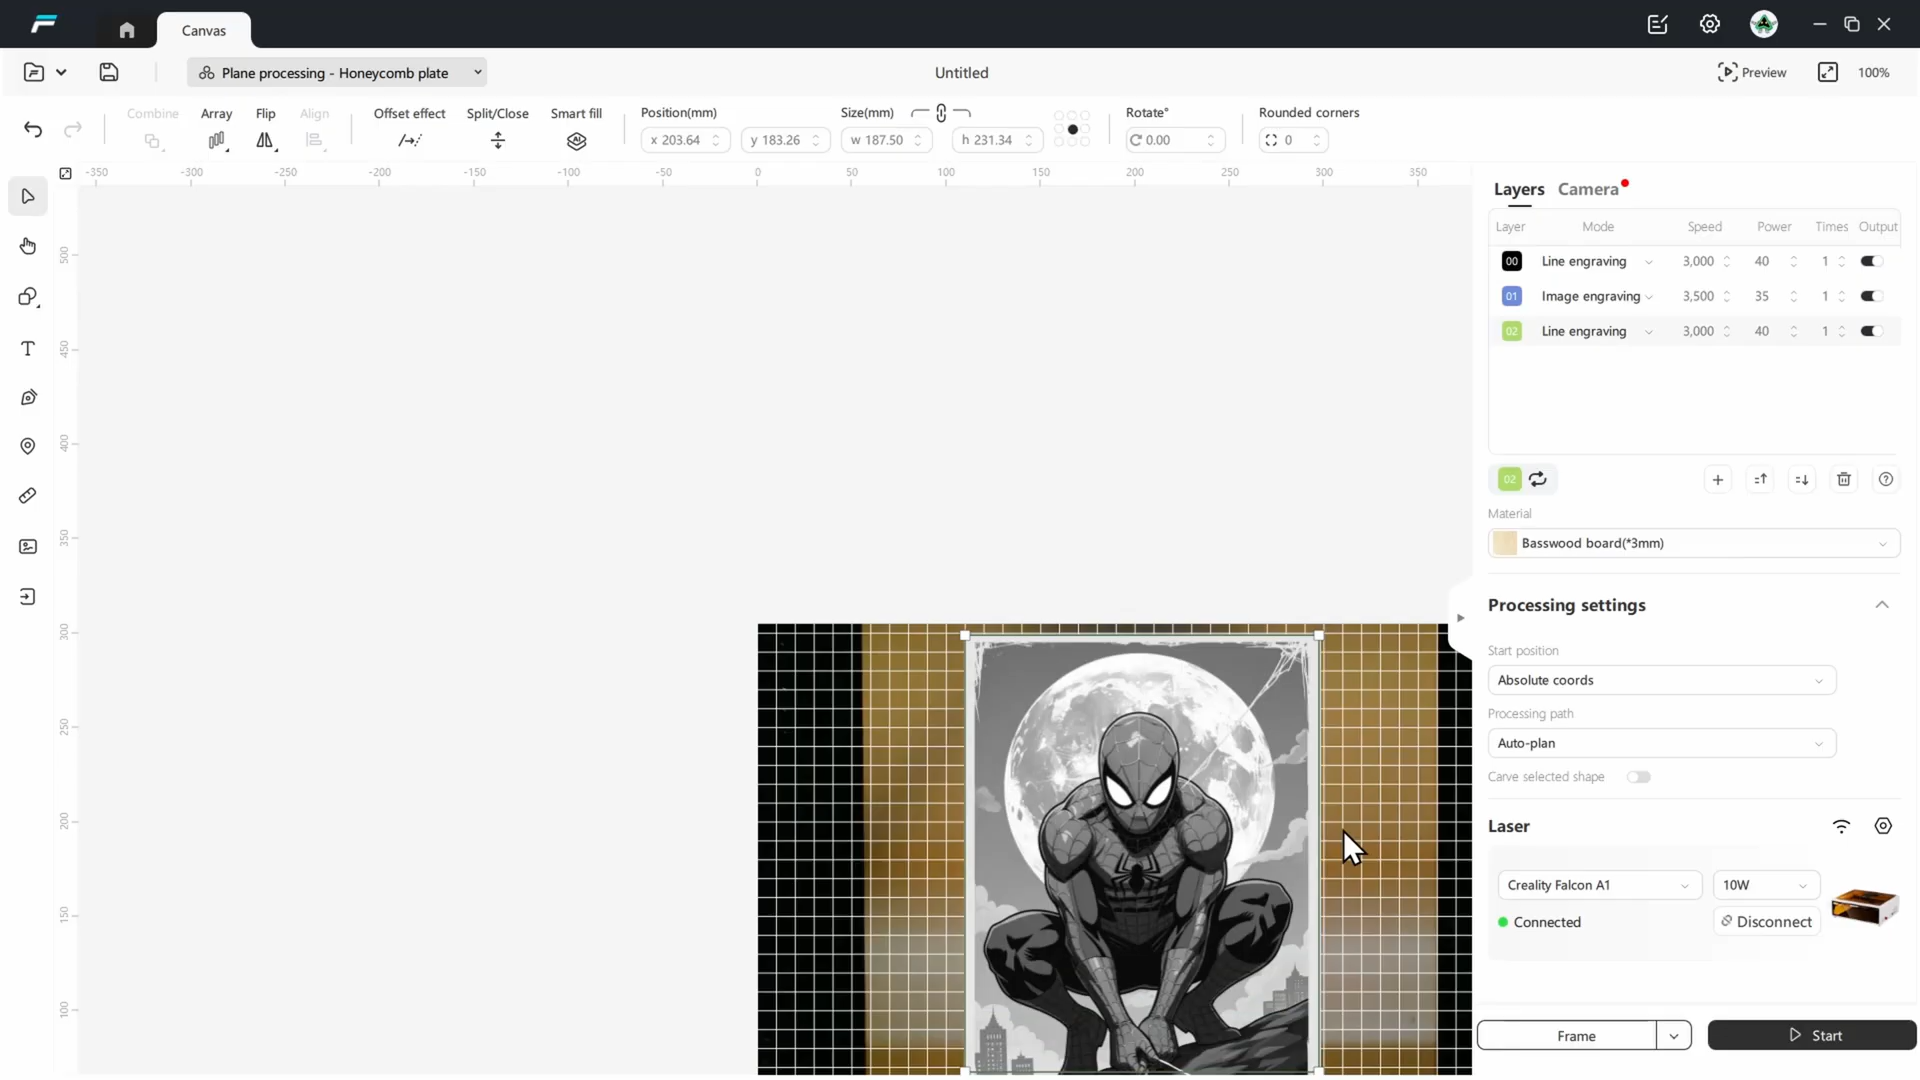 Canvas
Plane processing - Honeycomb plate
Untitled
Preview
100%
Combine
Array
Flip
Align
Offset effect
Split/Close
Smart fill
Position(mm)
Size(mm)
Rotate°
Rounded corners
x 203.64
y 183.26
w 187.50
h 231.34
0.00
0
-350 -300 -250 -200 -150 -100 -50 0 50 100 150 200 250 300 350
500
450
400
350
300
250
200
150
100
T
Layers
Camera
Layer Mode Speed Power Times Output
00 Line engraving 3,000 40 1
01 Image engraving 3,500 35 1
02 Line engraving 3,000 40 1
02
Material
Basswood board(*3mm)
Processing settings
Start position
Absolute coords
Processing path
Auto-plan
Carve selected shape
Laser
Creality Falcon A1
10W
Connected
Disconnect
Frame
Start